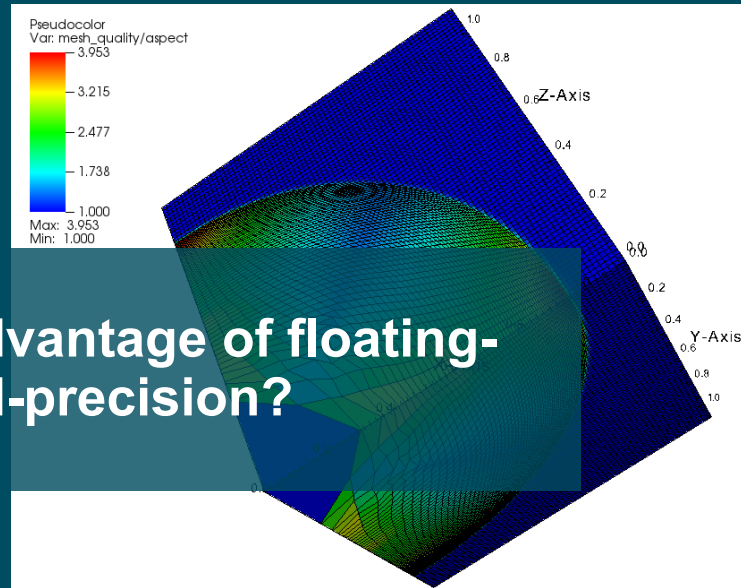 Pseudocolor
Var: mesh_quality/aspect
3.953
3.215
2.477
1.738
1.000
Max: 3.953
Min: 1.000
1.0
0.8
0.6
Z-Axis
0.4
0.2
0.0
0.0
0.2
0.4
0.6
Y-Axis
0.8
1.0
vantage of floating-
-precision?